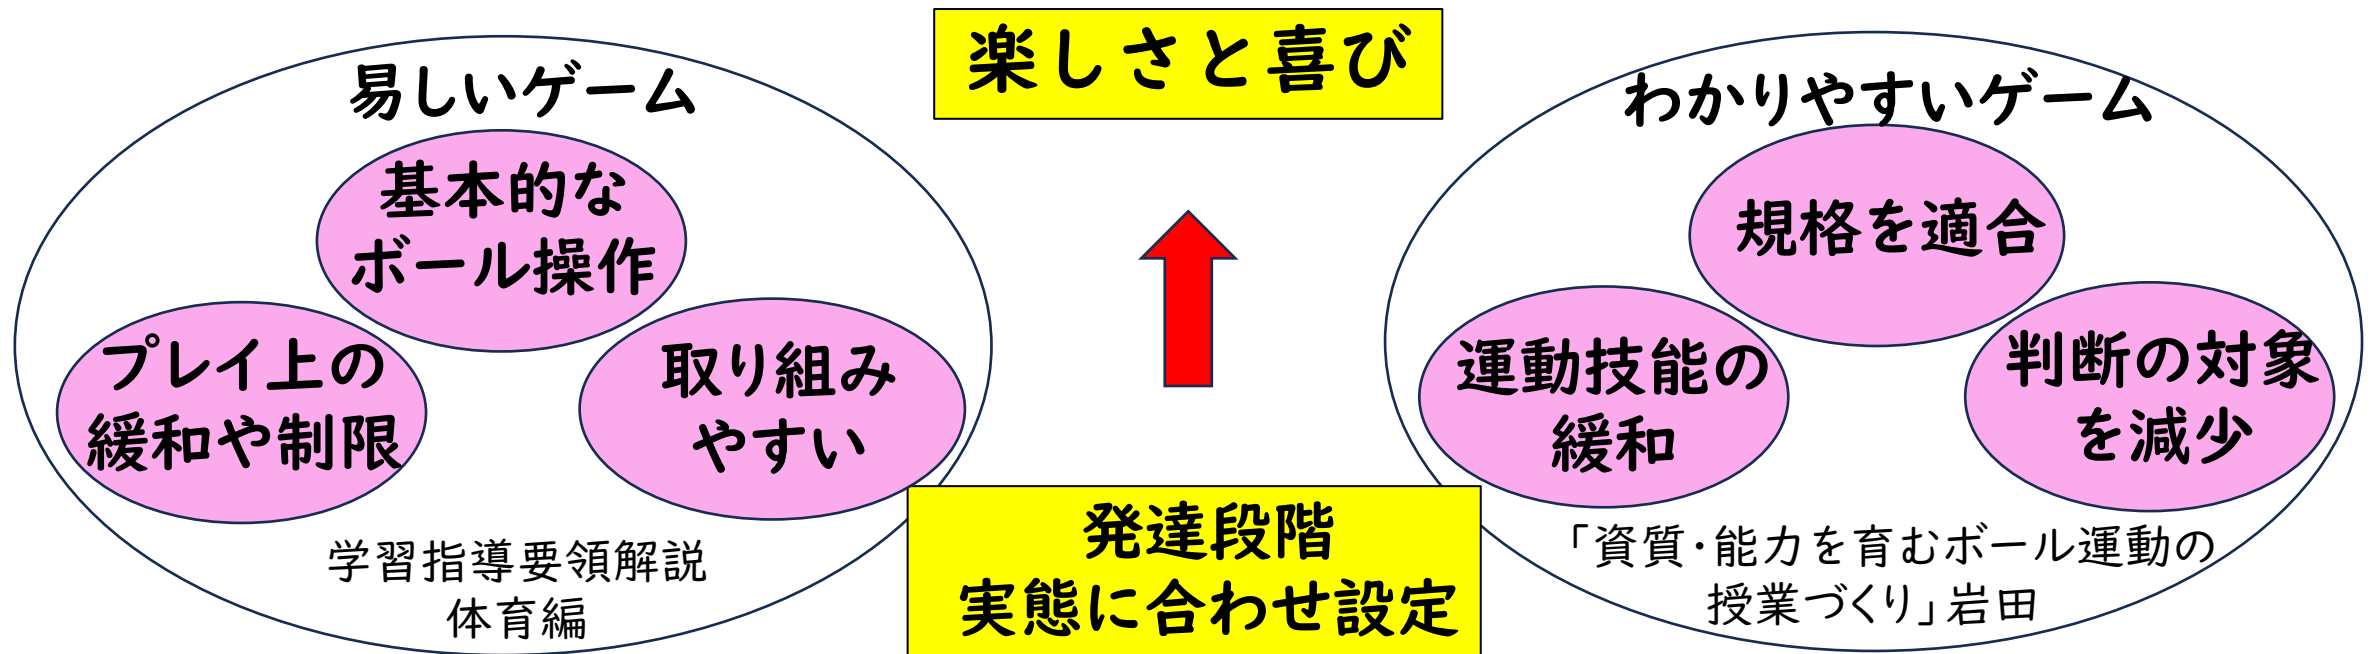 易しいゲーム
基本的な
ボール操作
プレイ上の
緩和や制限
取り組み
やすい
学習指導要領解説
体育編
楽しさと喜び
発達段階
実態に合わせ設定
わかりやすいゲーム
規格を適合
運動技能の
緩和
判断の対象
を減少
「資質・能力を育むボール運動の
授業づくり」岩田